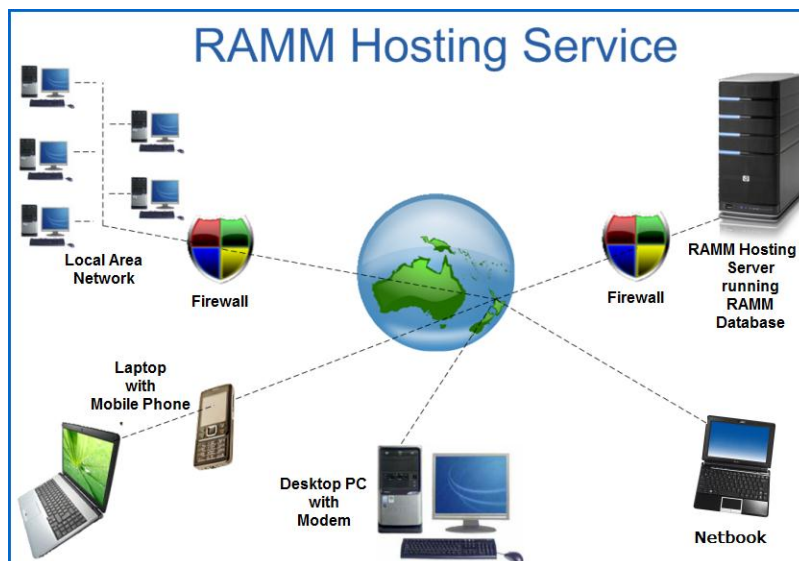 RAMM Hosting Service
Local Area
Network
Firewall
Firewall
RAMM Hosting
Server
running
RAMM
Database
Laptop
with
Mobile Phone
Desktop PC
with
Modem
Netbook